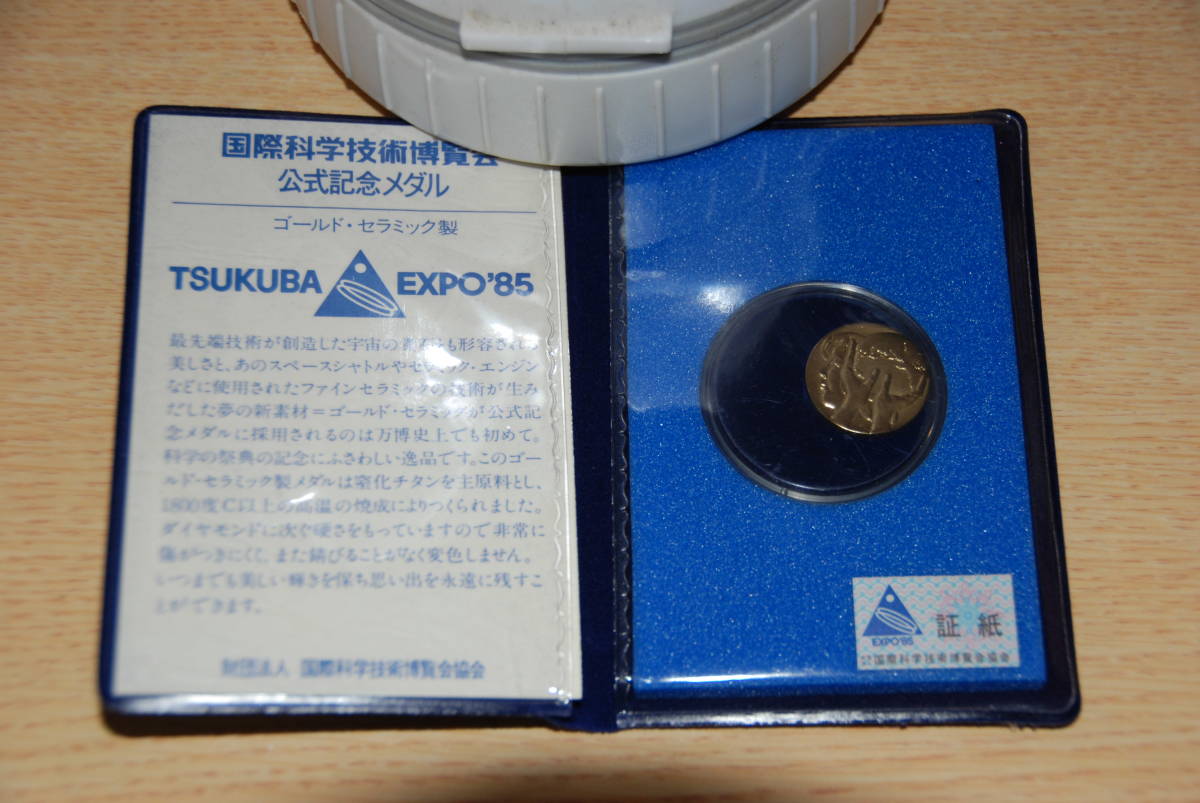 国際科学技術博覧会
公式記念メダル
ゴールド・セラミック製
TSUKUBA EXPO'85
最先端技術が創造した宇宙の も形容される
美しさと、あのスペースシャトルやセラミック・エンジン
などに使用されたファインセラミックの技術が生み
だした夢の新素材＝ゴールド・セラミックが公式記
念メダルに採用されるのは万博史上でも初めて。
科学の祭典の記念にふさわしい逸品です。このゴー
ルド・セラミック製メダルは窒化チタンを主原料とし、
1800度C以上の高温の焼成によりつくられました。
ダイヤモンドに次ぐ硬さをもっていますので非常に
傷がつきにくく、また錆びることがなく変色しません。
いつまでも美しい輝きを保ち思い出を永遠に残すこ
とができます。
財団法人 国際科学技術博覧会協会
EXPO'85
証紙
国際科学技術博覧会協会